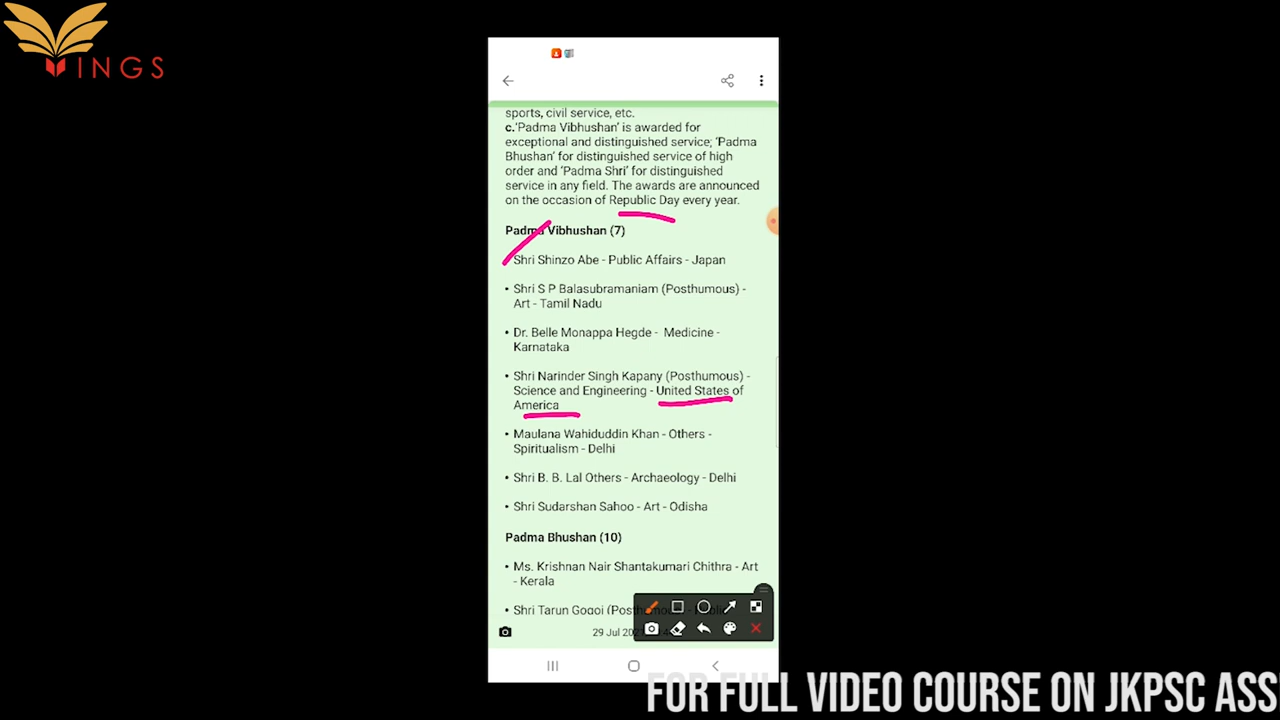 INGS
sports, civil service, etc.
c.‘Padma Vibhushan’ is awarded for
exceptional and distinguished service; ‘Padma
Bhushan’ for distinguished service of high
order and ‘Padma Shri’ for distinguished
service in any field. The awards are announced
on the occasion of Republic Day every year.
Padma Vibhushan (7)
Shri Shinzo Abe - Public Affairs - Japan
• Shri S P Balasubramaniam (Posthumous) -
Art - Tamil Nadu
• Dr. Belle Monappa Hegde - Medicine -
Karnataka
• Shri Narinder Singh Kapany (Posthumous) -
Science and Engineering - United States of
America
• Maulana Wahiduddin Khan - Others -
Spiritualism - Delhi
• Shri B. B. Lal Others - Archaeology - Delhi
• Shri Sudarshan Sahoo - Art - Odisha
Padma Bhushan (10)
• Ms. Krishnan Nair Shantakumari Chithra - Art
- Kerala
• Shri Tarun Gogoi
29 Jul
FOR FULL VIDEO COURSE ON JKPSC ASS